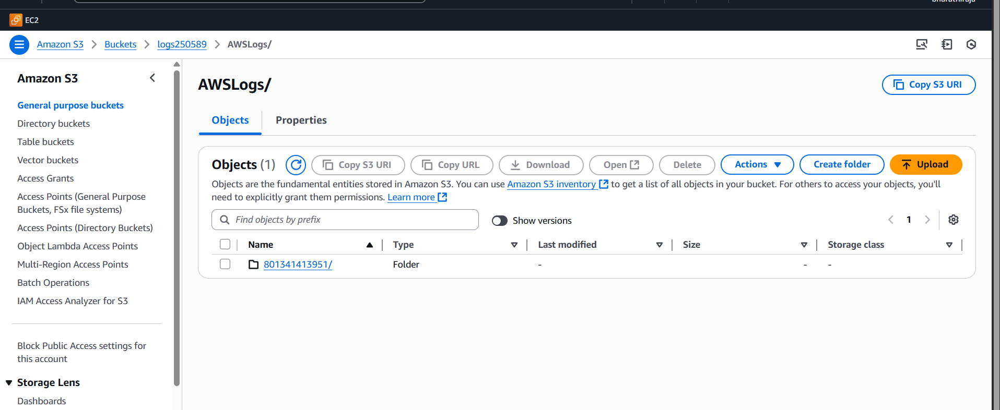 bharathiraja
EC2
Amazon S3 > Buckets > logs250589 > AWSLogs/
Amazon S3
General purpose buckets
Directory buckets
Table buckets
Vector buckets
Access Grants
Access Points (General Purpose
Buckets, FSx file systems)
Access Points (Directory Buckets)
Object Lambda Access Points
Multi-Region Access Points
Batch Operations
IAM Access Analyzer for S3
Block Public Access settings for
this account
Storage Lens
Dashboards
AWSLogs/
Copy S3 URI
Objects Properties
Objects (1) Copy S3 URI Copy URL Download Open Delete Actions Create folder Upload
Objects are the fundamental entities stored in Amazon S3. You can use Amazon S3 inventory to get a list of all objects in your bucket. For others to access your objects, you'll
need to explicitly grant them permissions. Learn more
Find objects by prefix Show versions 1
Name Type Last modified Size Storage class
801341413951/ Folder - - -